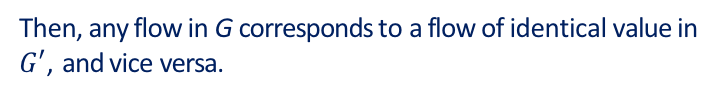 Then, any flow in G corresponds to a flow of identical value in
G′, and vice versa.